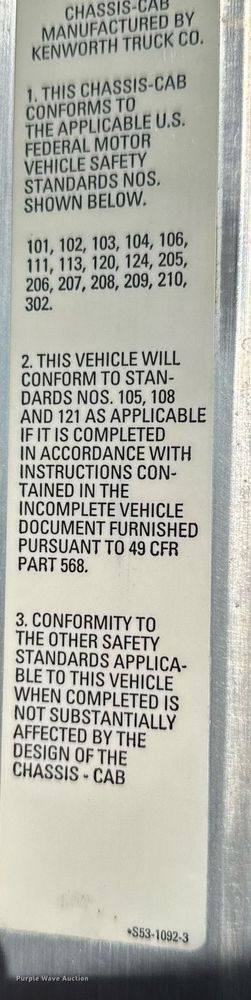 CHASSIS-CAB
MANUFACTURED BY
KENWORTH TRUCK CO.
1. THIS CHASSIS-CAB
CONFORMS TO
THE APPLICABLE U.S.
FEDERAL MOTOR
VEHICLE SAFETY
STANDARDS NOS.
SHOWN BELOW.
101, 102, 103, 104, 106,
111, 113, 120, 124, 205,
206, 207, 208, 209, 210,
302.
2. THIS VEHICLE WILL
CONFORM TO STAN-
DARDS NOS. 105, 108
AND 121 AS APPLICABLE
IF IT IS COMPLETED
IN ACCORDANCE WITH
INSTRUCTIONS CON-
TAINED IN THE
INCOMPLETE VEHICLE
DOCUMENT FURNISHED
PURSUANT TO 49 CFR
PART 568.
3. CONFORMITY TO
THE OTHER SAFETY
STANDARDS APPLICA-
BLE TO THIS VEHICLE
WHEN COMPLETED IS
NOT SUBSTANTIALLY
AFFECTED BY THE
DESIGN OF THE
CHASSIS - CAB
*S53-1092-3
Purple Wave Auction